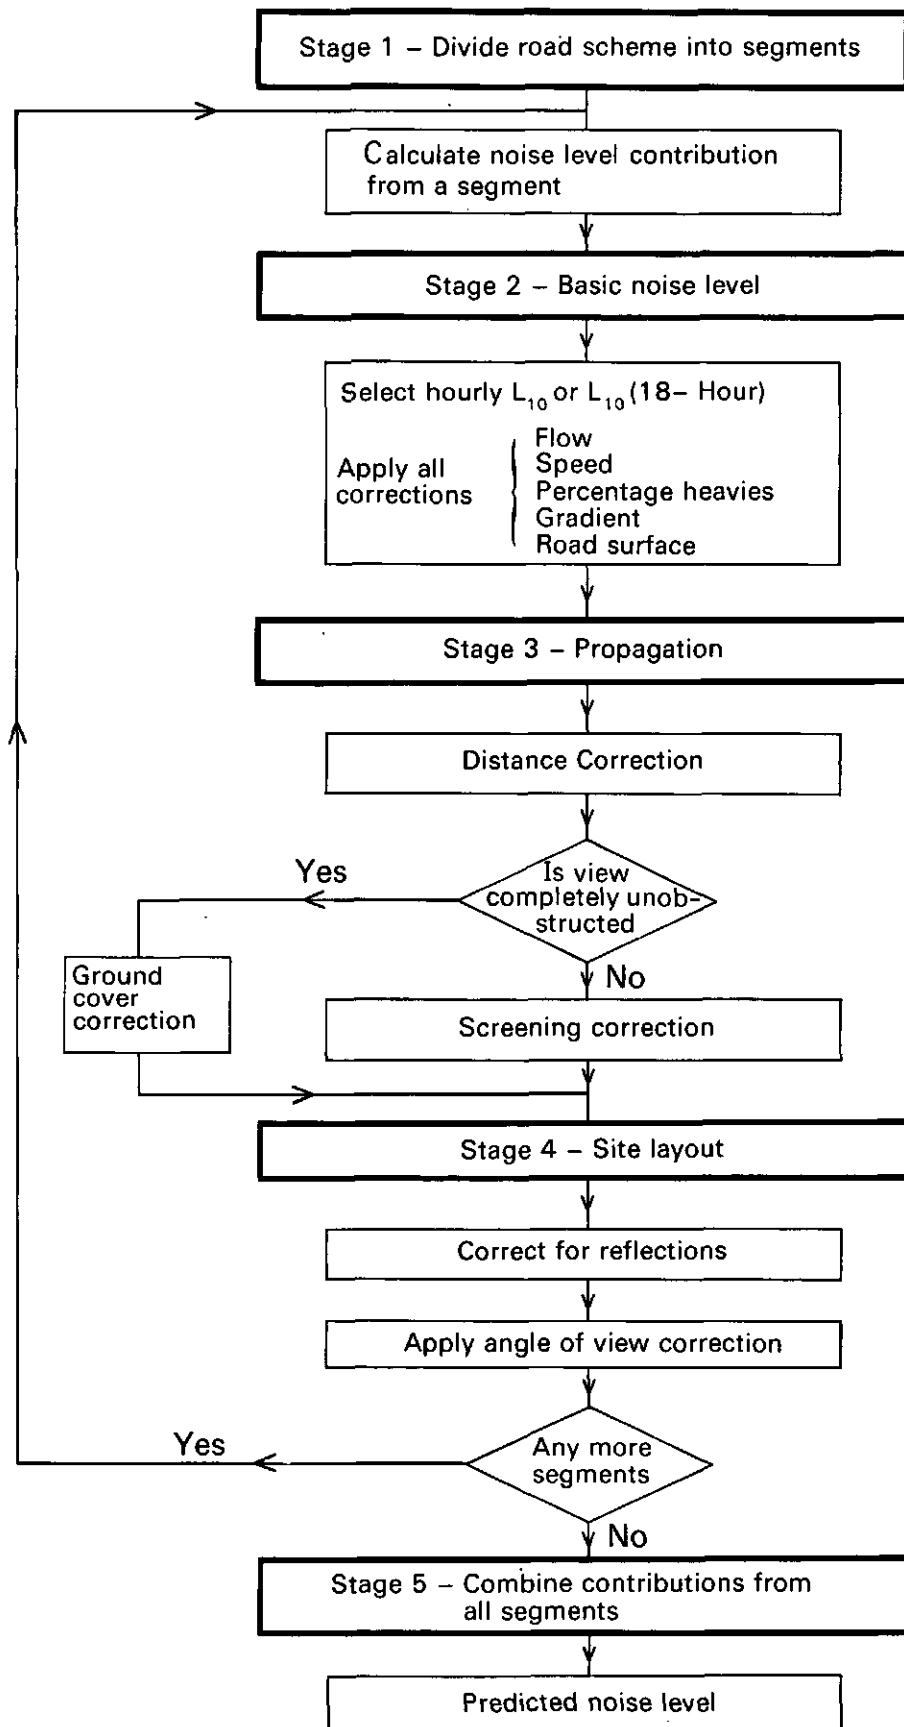 Stage 1 – Divide road scheme into segments
Calculate noise level contribution
from a segment
Stage 2 – Basic noise level
Select hourly L₁₀ or L₁₀ (18– Hour)
Apply all
corrections
Flow
Speed
Percentage heavies
Gradient
Road surface
Stage 3 – Propagation
Distance Correction
Is view
completely unob-
structed
Yes
No
Ground
cover
correction
Screening correction
Stage 4 – Site layout
Correct for reflections
Apply angle of view correction
Any more
segments
Yes
No
Stage 5 – Combine contributions from
all segments
Predicted noise level